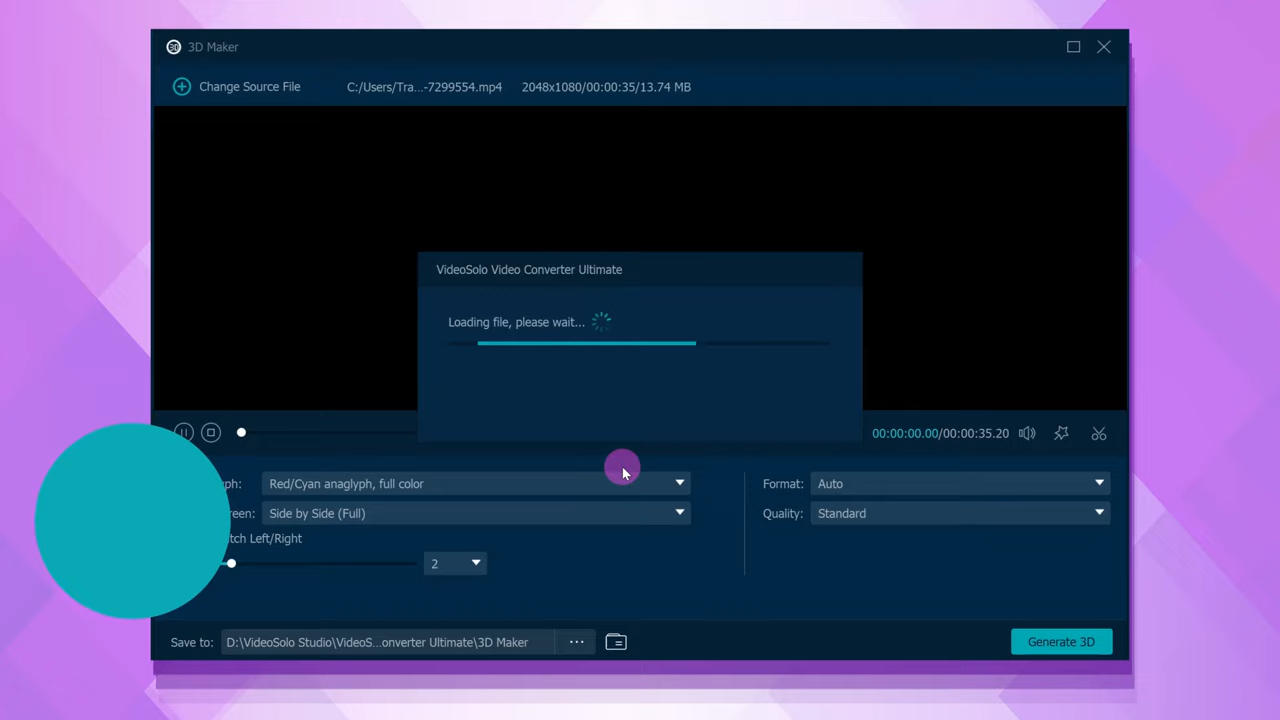 3D Maker
Change Source File C:/Users/Tra...-7299554.mp4 2048x1080/00:00:35/13.74 MB
VideoSolo Video Converter Ultimate
Loading file, please wait...
00:00:00.00/00:00:35.20
Red/Cyan anaglyph, full color
Side by Side (Full)
Left/Right
2
Format: Auto
Quality: Standard
Save to: D:\VideoSolo Studio\VideoS...onverter Ultimate\3D Maker ...
Generate 3D